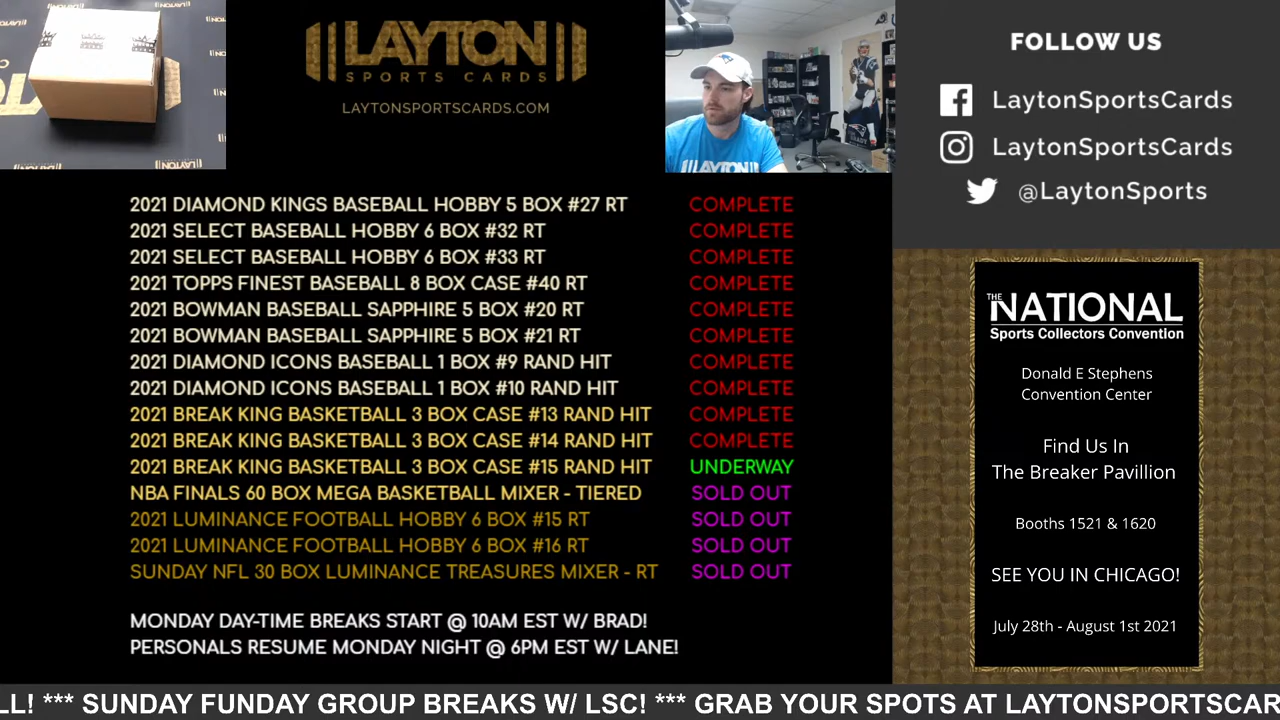 LAYTON
SPORTS CARDS
LAYTONSPORTSCARDS.COM
LAYTON
LAYTON
FOLLOW US
LaytonSportsCards
LaytonSportsCards
@LaytonSports
2021 DIAMOND KINGS BASEBALL HOBBY 5 BOX #27 RT COMPLETE
2021 SELECT BASEBALL HOBBY 6 BOX #32 RT COMPLETE
2021 SELECT BASEBALL HOBBY 6 BOX #33 RT COMPLETE
2021 TOPPS FINEST BASEBALL 8 BOX CASE #40 RT COMPLETE
2021 BOWMAN BASEBALL SAPPHIRE 5 BOX #20 RT COMPLETE
2021 BOWMAN BASEBALL SAPPHIRE 5 BOX #21 RT COMPLETE
2021 DIAMOND ICONS BASEBALL 1 BOX #9 RAND HIT COMPLETE
2021 DIAMOND ICONS BASEBALL 1 BOX #10 RAND HIT COMPLETE
2021 BREAK KING BASKETBALL 3 BOX CASE #13 RAND HIT COMPLETE
2021 BREAK KING BASKETBALL 3 BOX CASE #14 RAND HIT COMPLETE
2021 BREAK KING BASKETBALL 3 BOX CASE #15 RAND HIT UNDERWAY
NBA FINALS 60 BOX MEGA BASKETBALL MIXER - TIERED SOLD OUT
2021 LUMINANCE FOOTBALL HOBBY 6 BOX #15 RT SOLD OUT
2021 LUMINANCE FOOTBALL HOBBY 6 BOX #16 RT SOLD OUT
SUNDAY NFL 30 BOX LUMINANCE TREASURES MIXER - RT SOLD OUT
MONDAY DAY-TIME BREAKS START @ 10AM EST W/ BRAD!
PERSONALS RESUME MONDAY NIGHT @ 6PM EST W/ LANE!
THE NATIONAL
Sports Collectors Convention
Donald E Stephens
Convention Center
Find Us In
The Breaker Pavillion
Booths 1521 & 1620
SEE YOU IN CHICAGO!
July 28th - August 1st 2021
LL! *** SUNDAY FUNDAY GROUP BREAKS W/ LSC! *** GRAB YOUR SPOTS AT LAYTONSPORTSCAR